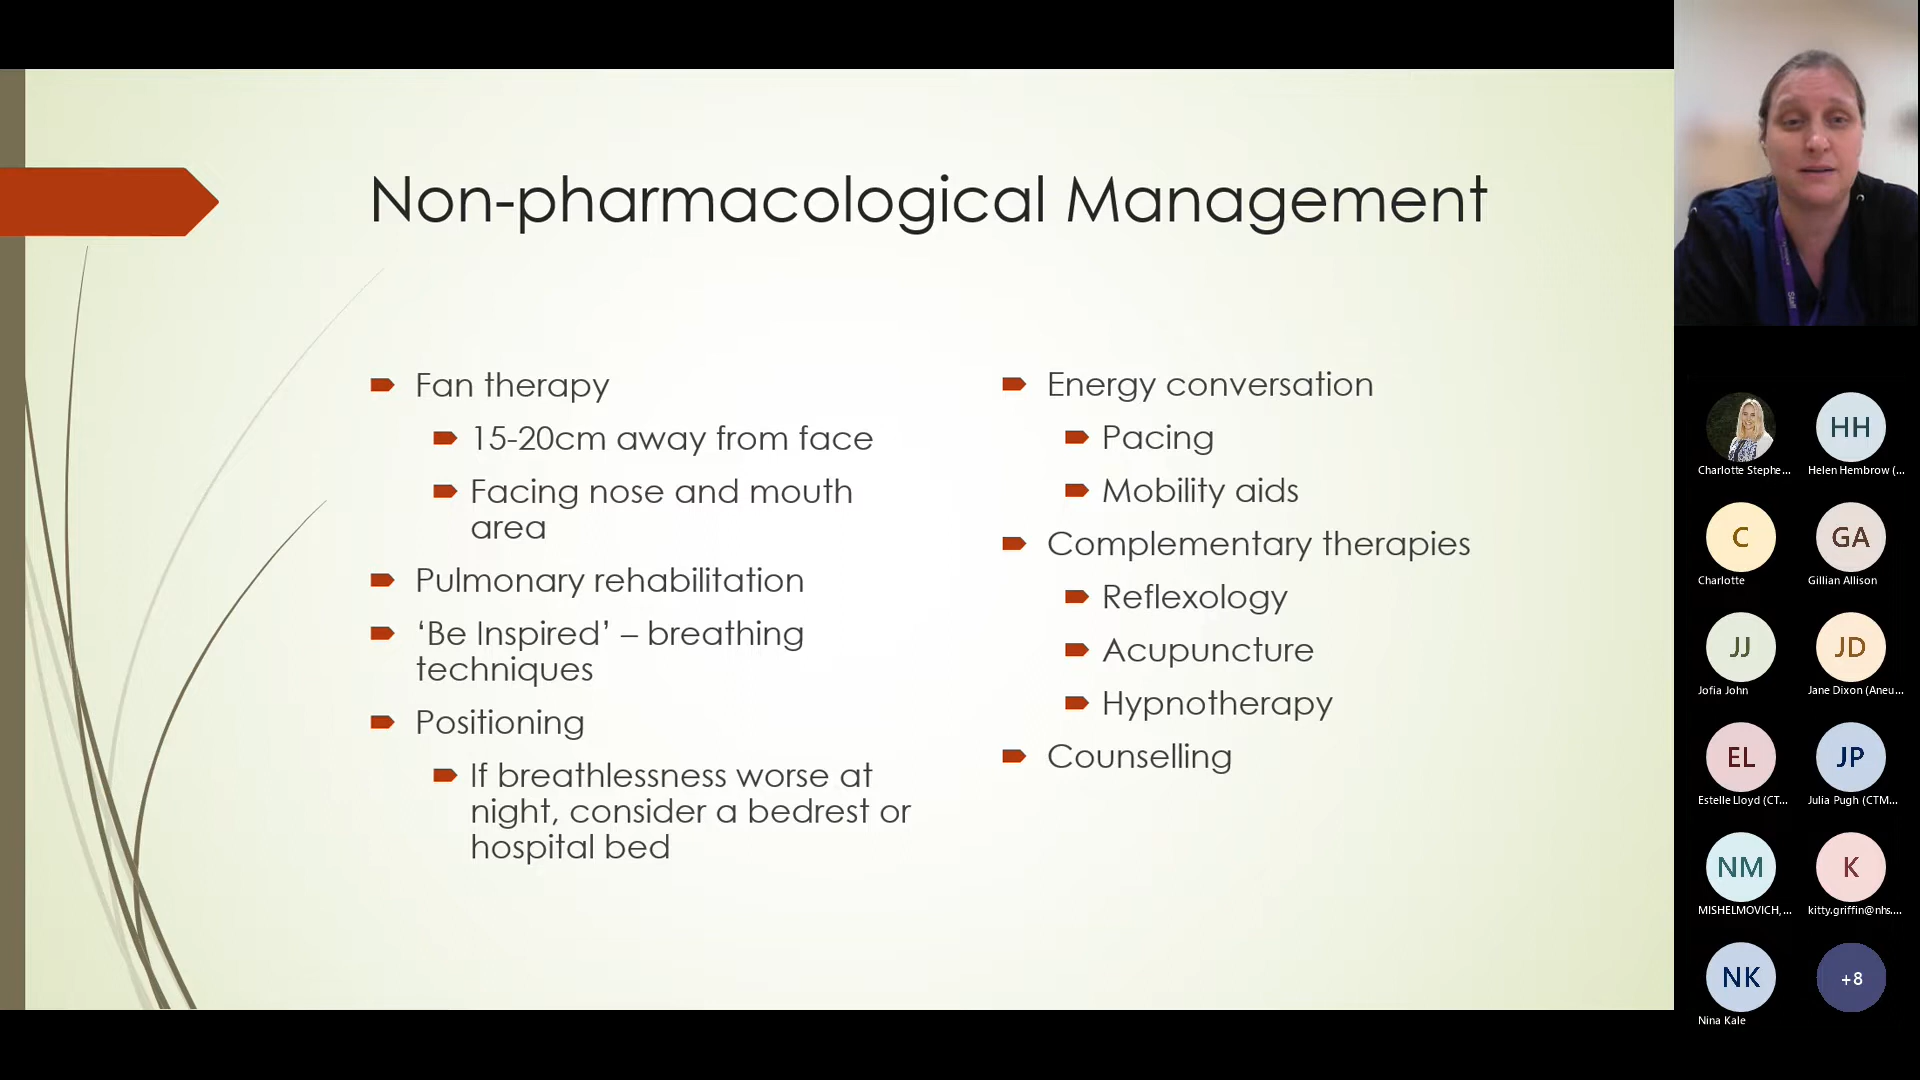 Non-pharmacological Management
Fan therapy
15-20cm away from face
Facing nose and mouth
area
Pulmonary rehabilitation
‘Be Inspired’ – breathing
techniques
Positioning
If breathlessness worse at
night, consider a bedrest or
hospital bed
Energy conversation
Pacing
Mobility aids
Complementary therapies
Reflexology
Acupuncture
Hypnotherapy
Counselling
Staff
Charlotte Stephe...
HH
Helen Hembrow (...
C
Charlotte
GA
Gillian Allison
JJ
Jofia John
JD
Jane Dixon (Aneu...
EL
Estelle Lloyd (CT...
JP
Julia Pugh (CTM...
NM
MISHELMOVICH,...
K
kitty.griffin@nhs....
NK
Nina Kale
+8